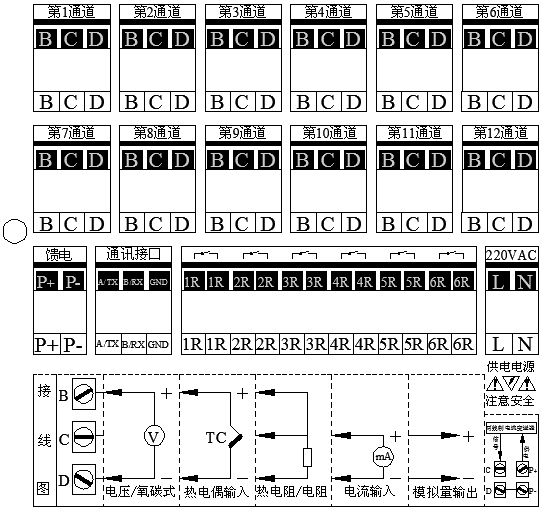 第1通道 第2通道 第3通道 第4通道 第5通道 第6通道
B C D B C D B C D B C D B C D B C D
B C D B C D B C D B C D B C D B C D
第7通道 第8通道 第9通道 第10通道 第11通道 第12通道
B C D B C D B C D B C D B C D B C D
B C D B C D B C D B C D B C D B C D
馈电 通讯接口 220VAC
P+ P- A/TX B/RX GND 1R 1R 2R 2R 3R 3R 4R 4R 5R 5R 6R 6R L N
P+ P- A/TX B/RX GND 1R 1R 2R 2R 3R 3R 4R 4R 5R 5R 6R 6R L N
供电电源
注意安全
接线图
B + + +
C V TC mA + +
D - - - - -
电压/氧碳式 热电偶输入 热电阻/电阻 电流输入 模拟量输出
C P+
D P-